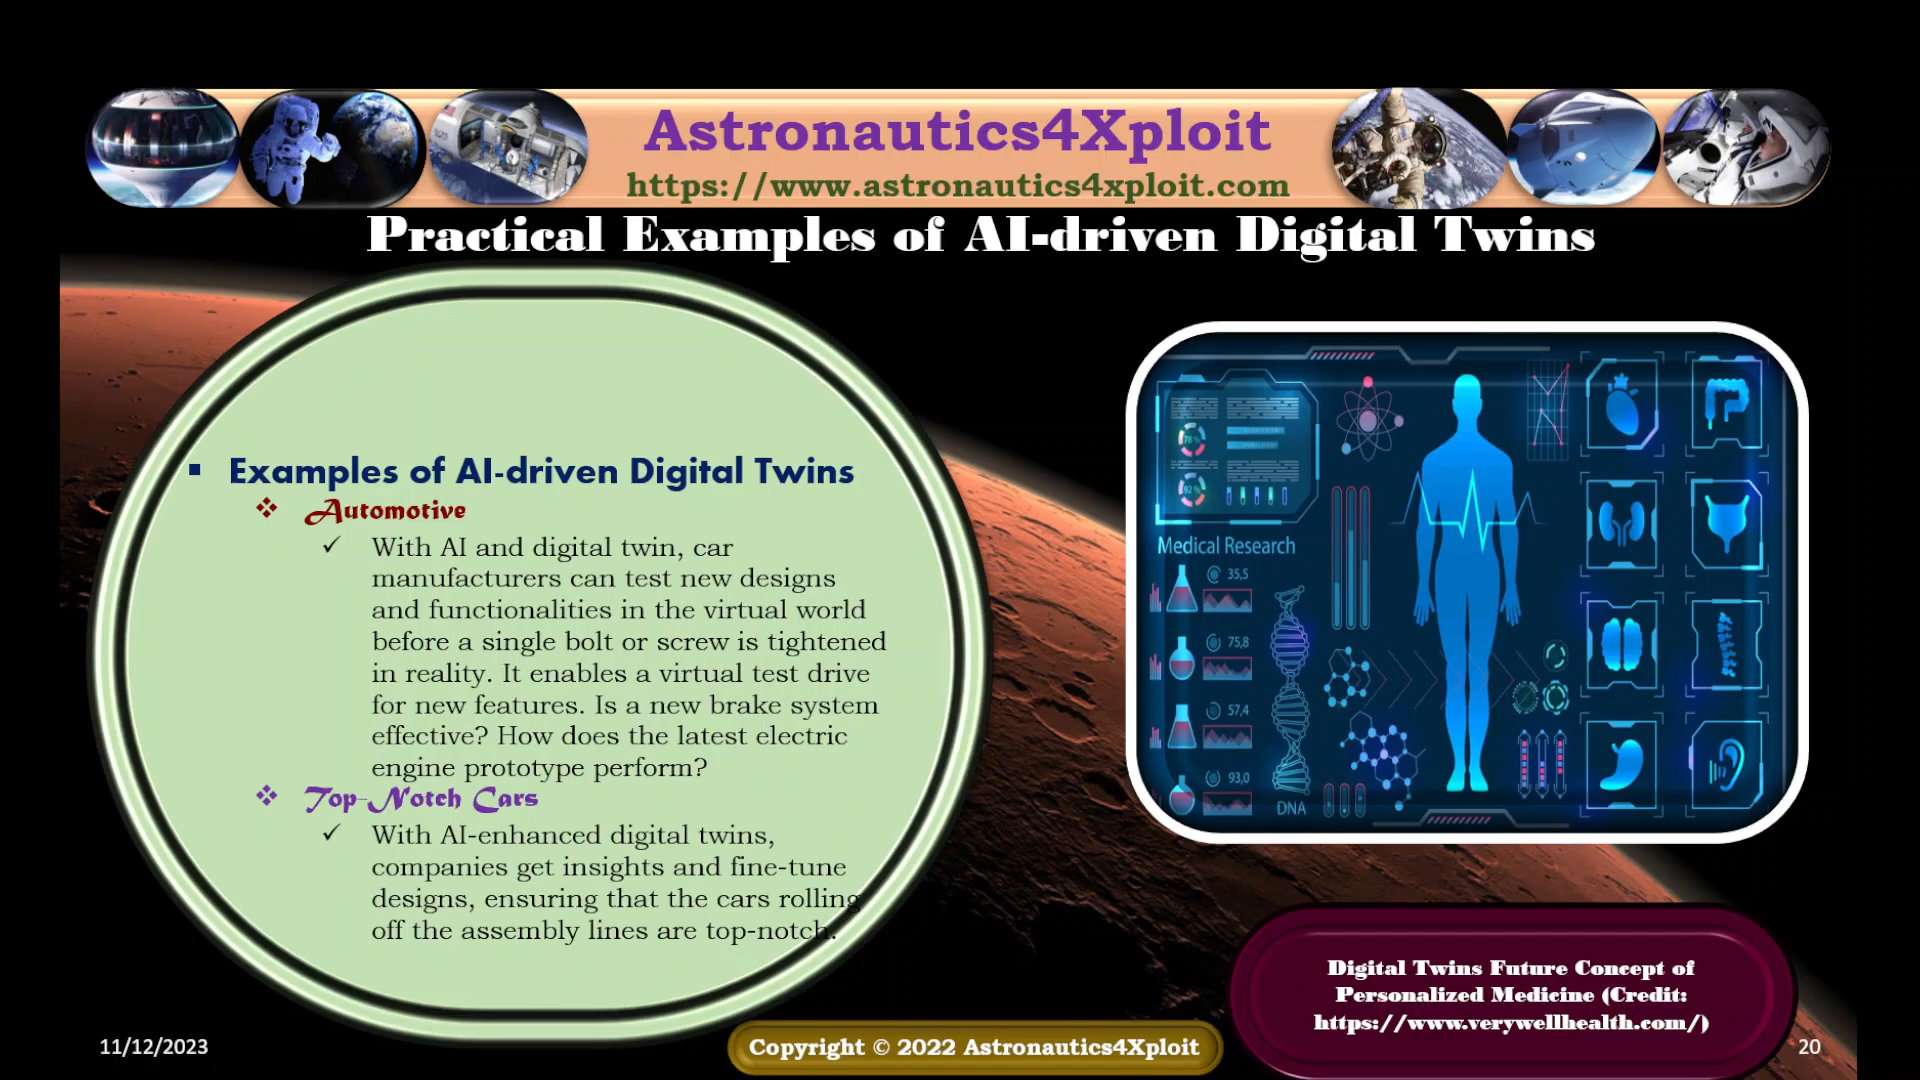 Astronautics4Xploit
https://www.astronautics4xploit.com
Practical Examples of AI-driven Digital Twins
▪ Examples of AI-driven Digital Twins
❖ Automotive
✓ With AI and digital twin, car
manufacturers can test new designs
and functionalities in the virtual world
before a single bolt or screw is tightened
in reality. It enables a virtual test drive
for new features. Is a new brake system
effective? How does the latest electric
engine prototype perform?
❖ Top-Notch Cars
✓ With AI-enhanced digital twins,
companies get insights and fine-tune
designs, ensuring that the cars rolling
off the assembly lines are top-notch.
78 %
92 %
Medical Research
35,5
75,8
57,4
93,0
DNA
Digital Twins Future Concept of
Personalized Medicine (Credit:
https://www.verywellhealth.com/)
11/12/2023
Copyright © 2022 Astronautics4Xploit
20